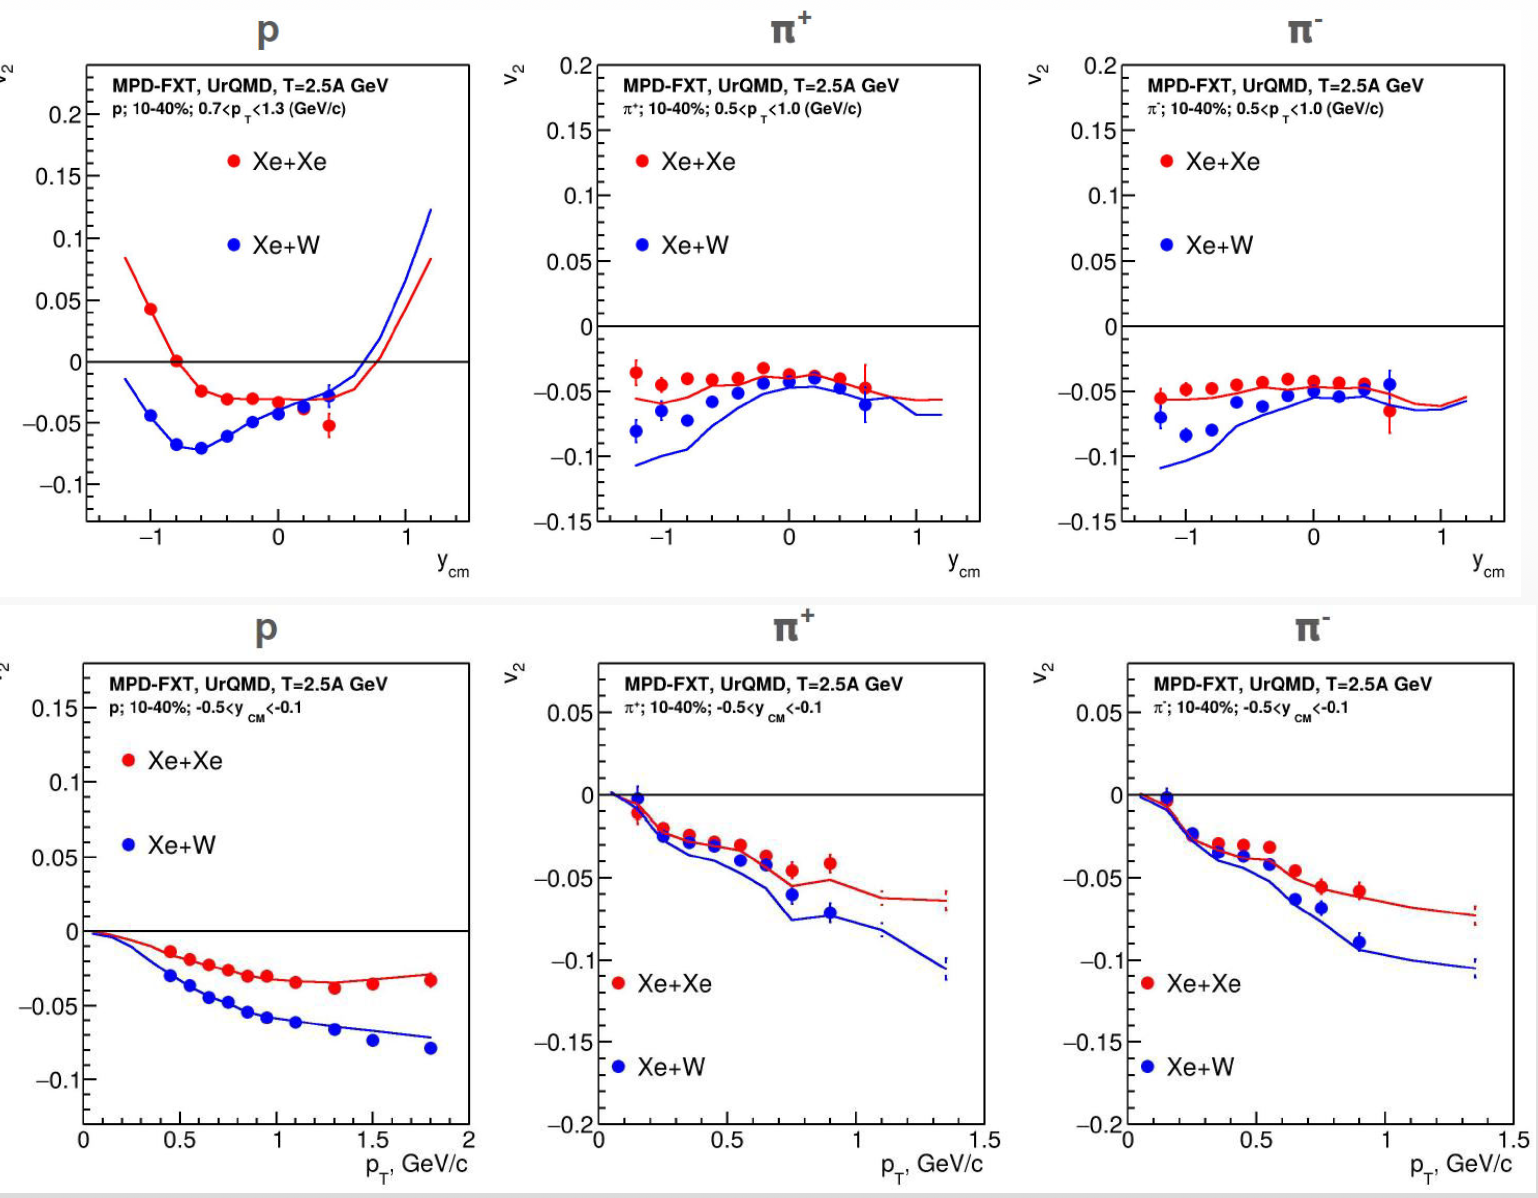 p
π+
π-
v2
MPD-FXT, UrQMD, T=2.5A GeV
p; 10-40%; 0.7<pT<1.3 (GeV/c)
Xe+Xe
Xe+W
0.2
0.15
0.1
0.05
0
−0.05
−0.1
−1
0
1
ycm
v2
MPD-FXT, UrQMD, T=2.5A GeV
π+; 10-40%; 0.5<pT<1.0 (GeV/c)
Xe+Xe
Xe+W
0.2
0.15
0.1
0.05
0
−0.05
−0.1
−0.15
−1
0
1
ycm
v2
MPD-FXT, UrQMD, T=2.5A GeV
π-; 10-40%; 0.5<pT<1.0 (GeV/c)
Xe+Xe
Xe+W
0.2
0.15
0.1
0.05
0
−0.05
−0.1
−0.15
−1
0
1
ycm
p
π+
π-
v2
MPD-FXT, UrQMD, T=2.5A GeV
p; 10-40%; -0.5<yCM<-0.1
Xe+Xe
Xe+W
0.15
0.1
0.05
0
−0.05
−0.1
0
0.5
1
1.5
2
pT, GeV/c
v2
MPD-FXT, UrQMD, T=2.5A GeV
π+; 10-40%; -0.5<yCM<-0.1
0.05
0
−0.05
−0.1
−0.15
−0.2
Xe+Xe
Xe+W
0
0.5
1
1.5
pT, GeV/c
v2
MPD-FXT, UrQMD, T=2.5A GeV
π-; 10-40%; -0.5<yCM<-0.1
0.05
0
−0.05
−0.1
−0.15
−0.2
Xe+Xe
Xe+W
0
0.5
1
1.5
pT, GeV/c